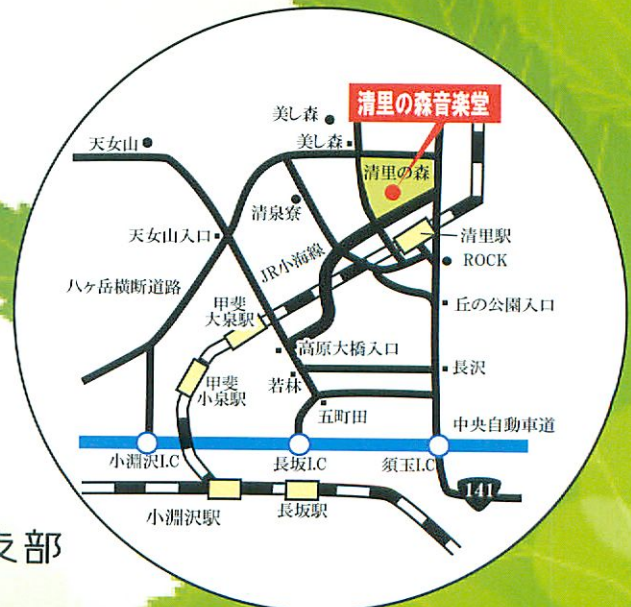 清里の森音楽堂
美し森
天女山
美し森
清里の森
清泉寮
天女山入口
清里駅
JR小海線
ROCK
八ヶ岳横断道路
甲斐
大泉駅
丘の公園入口
高原大橋入口
甲斐
小泉駅
若林
長沢
五町田
中央自動車道
小淵沢I.C
長坂I.C
須玉I.C
141
小淵沢駅
長坂駅
支部